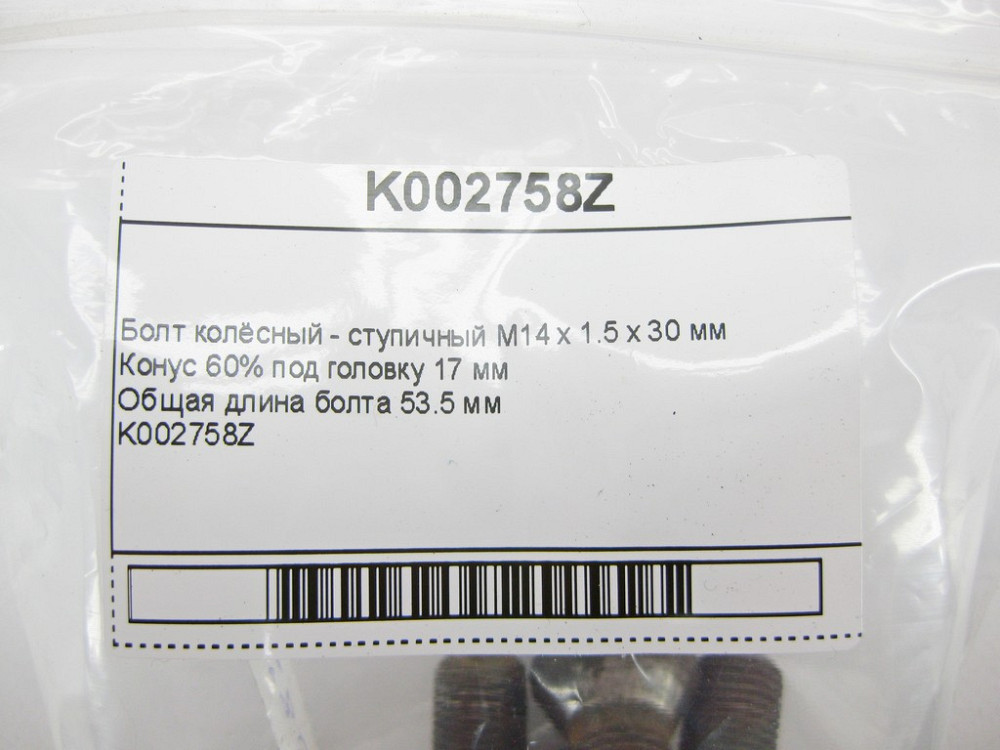 K002758Z
Болт колёсный - ступичный М14 х 1.5 х 30 мм
Конус 60% под головку 17 мм
Общая длина болта 53.5 мм
K002758Z